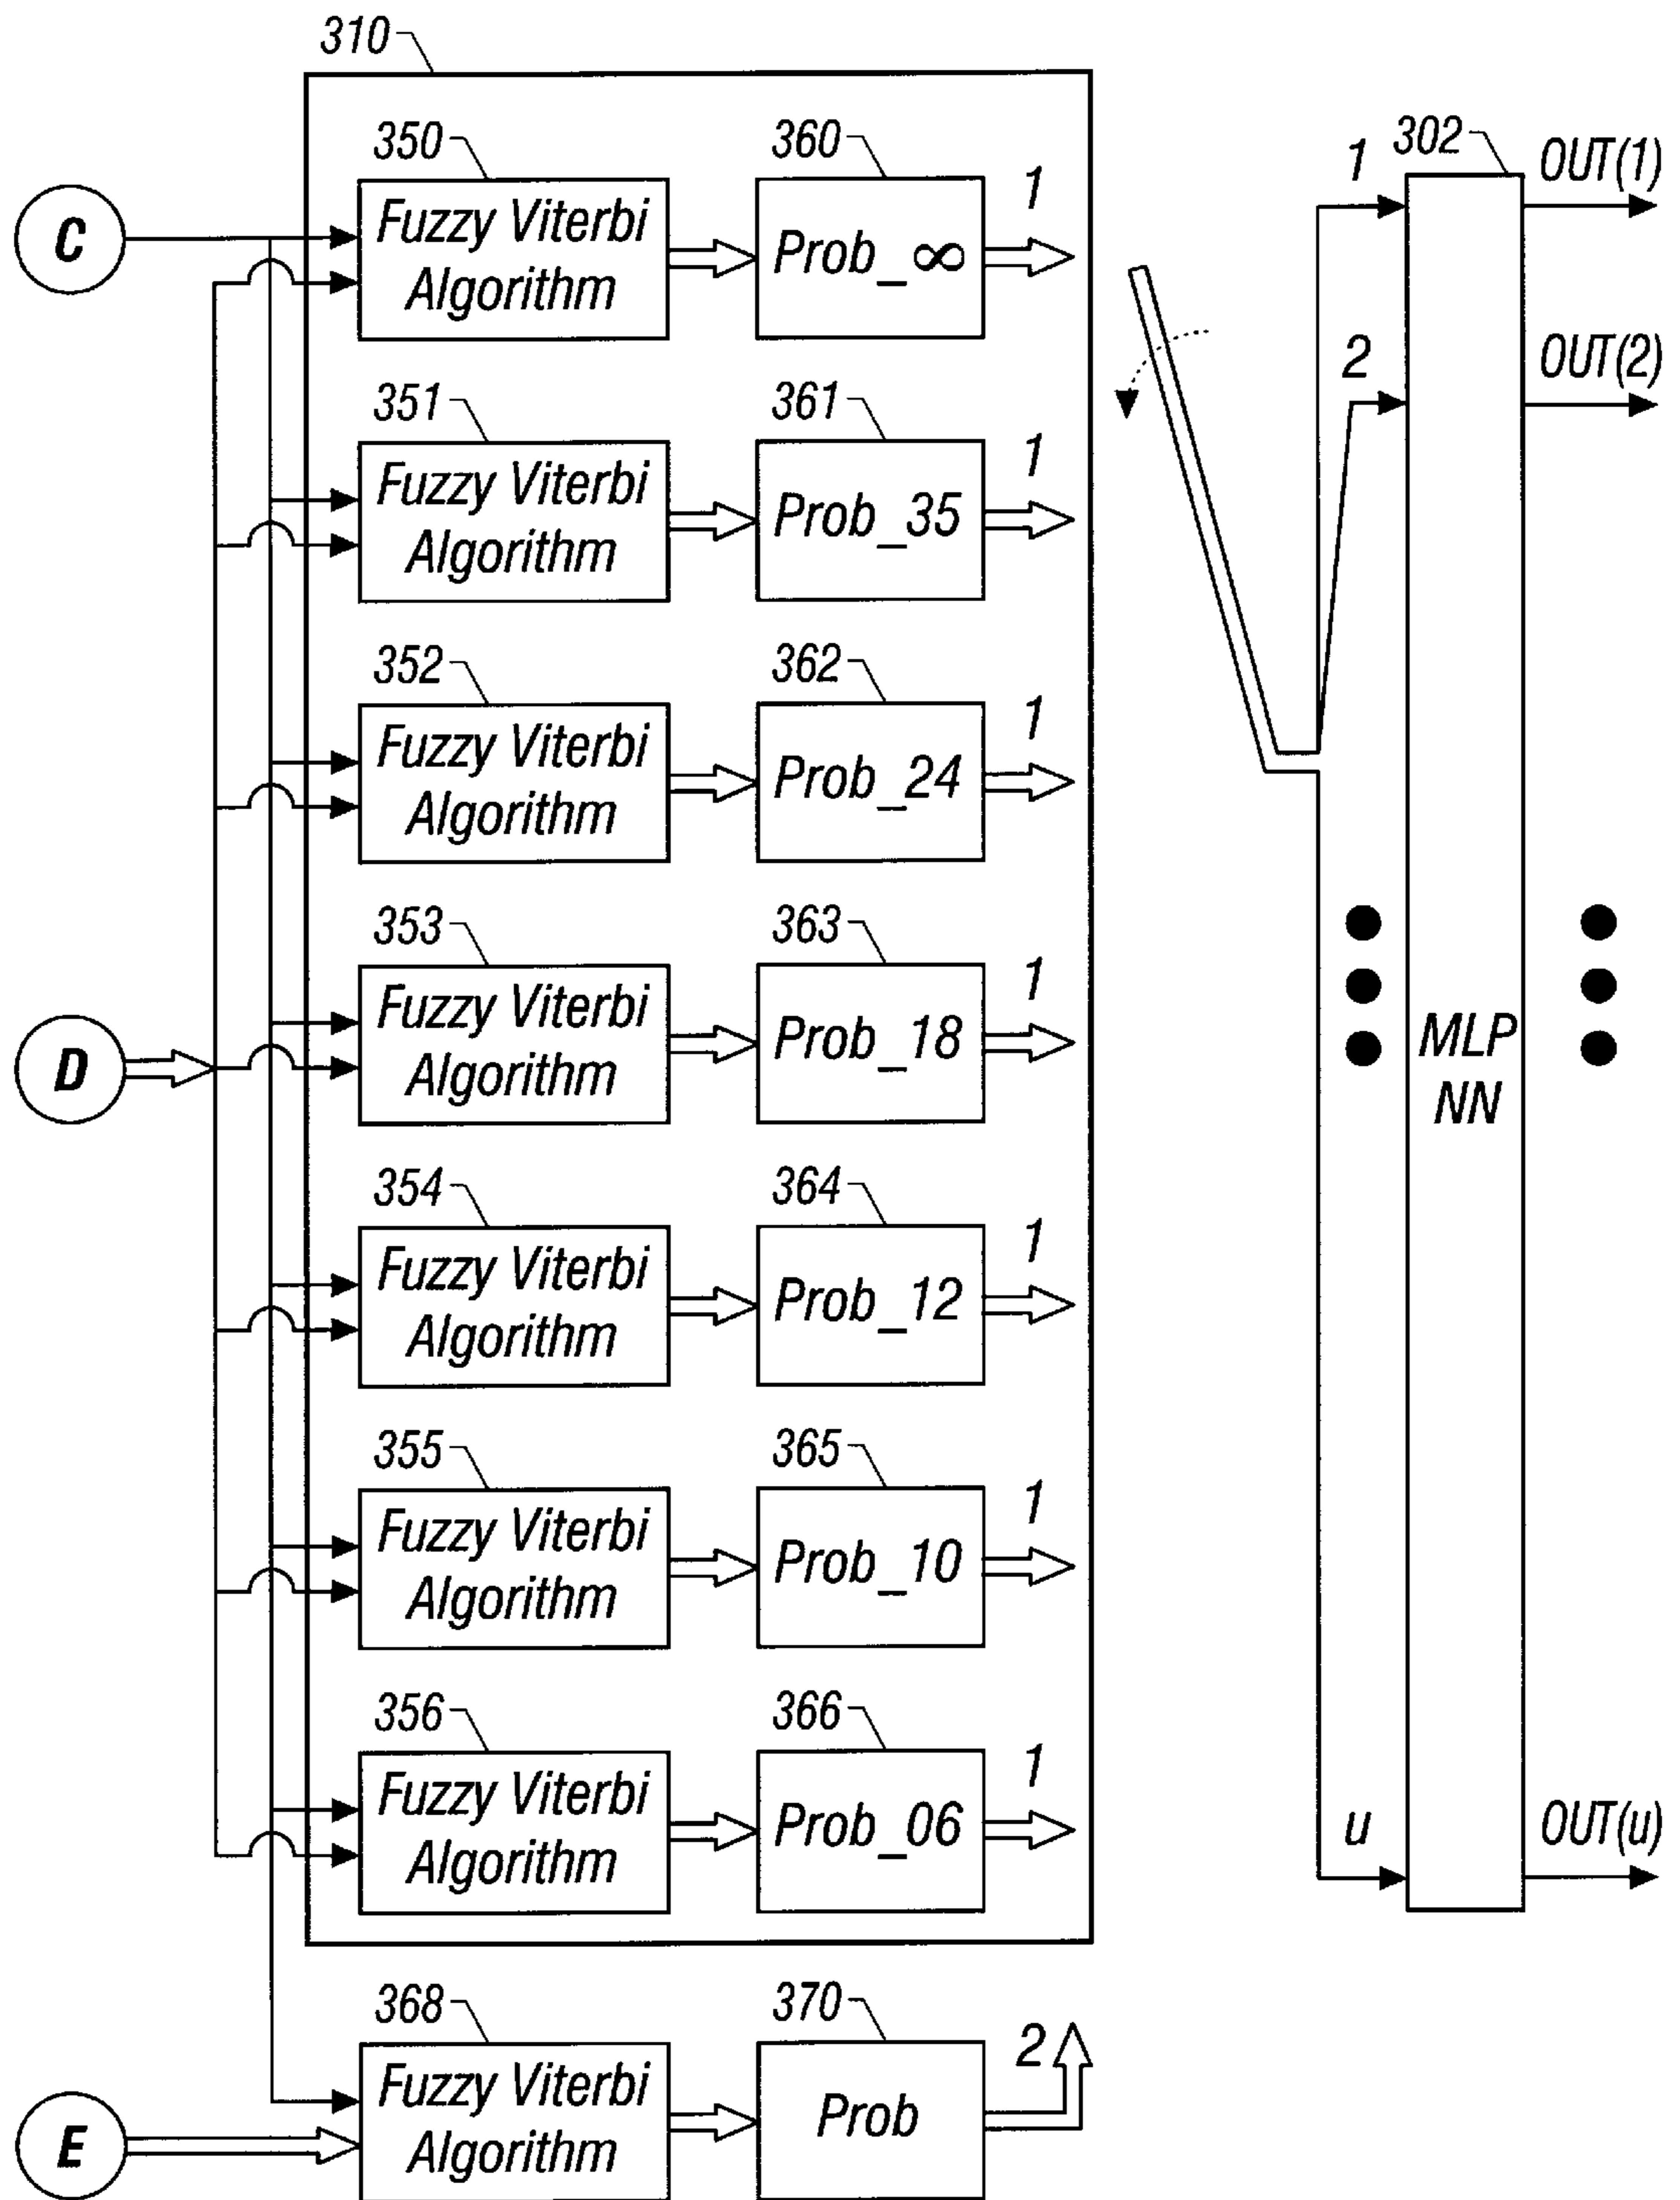 310
350
360
1
C
Fuzzy Viterbi
Algorithm
Prob_∞
351
361
1
Fuzzy Viterbi
Algorithm
Prob_35
352
362
1
Fuzzy Viterbi
Algorithm
Prob_24
353
363
1
D
Fuzzy Viterbi
Algorithm
Prob_18
354
364
1
Fuzzy Viterbi
Algorithm
Prob_12
355
365
1
Fuzzy Viterbi
Algorithm
Prob_10
356
366
1
Fuzzy Viterbi
Algorithm
Prob_06
368
370
2
E
Fuzzy Viterbi
Algorithm
Prob
1
302
OUT(1)
2
OUT(2)
MLP
NN
u
OUT(u)